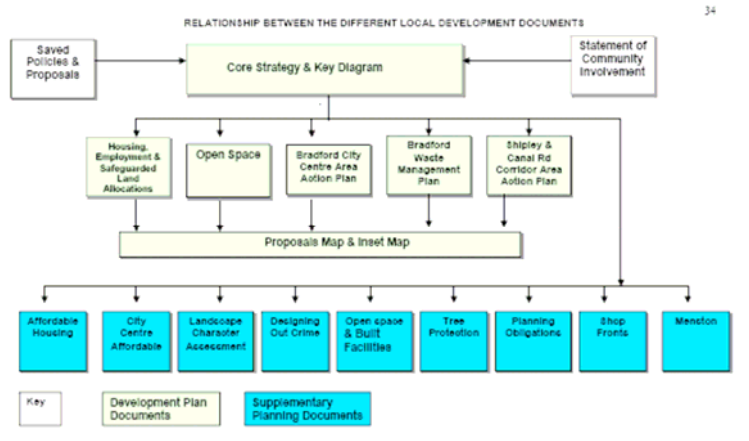 34
RELATIONSHIP BETWEEN THE DIFFERENT LOCAL DEVELOPMENT DOCUMENTS
Saved
Policies &
Proposals
Core Strategy & Key Diagram
Statement of
Community
Involvement
Housing,
Employment &
Safeguarded
Land
Allocations
Open Space
Bradford City
Centre Area
Action Plan
Bradford
Waste
Management
Plan
Shipley &
Canal Rd
Corridor Area
Action Plan
Proposals Map & Inset Map
Affordable
Housing
City
Centre
Affordable
Landscape
Character
Assessment
Designing
Out Crime
Open space
& Built
Facilities
Tree
Protection
Planning
Obligations
Shop
Fronts
Menston
Key
Development Plan
Documents
Supplementary
Planning Documents